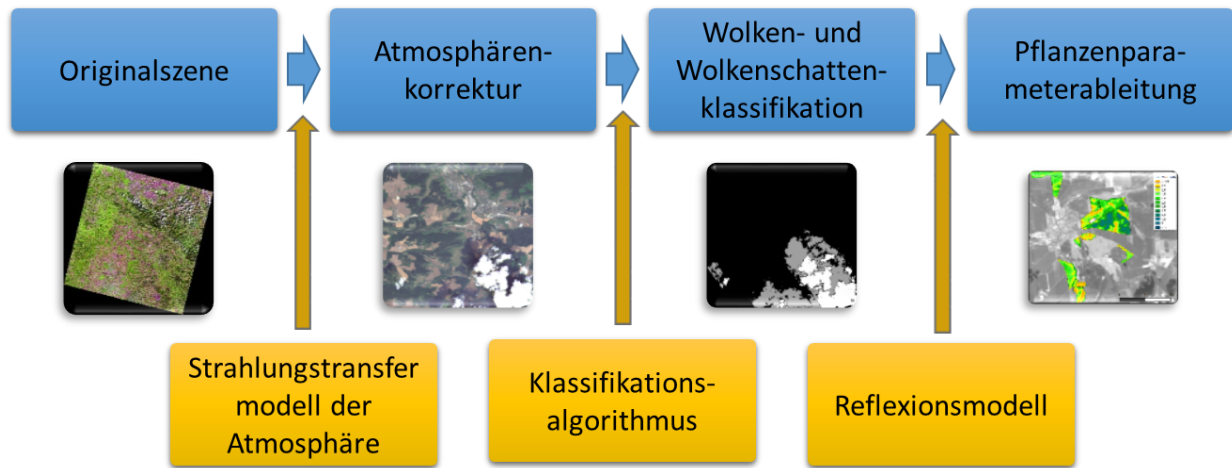 Originalszene
Atmosphären-
korrektur
Wolken- und
Wolkenschatten-
klassifikation
Pflanzenpara-
meterableitung
Strahlungstransfer
modell der
Atmosphäre
Klassifikations-
algorithmus
Reflexionsmodell